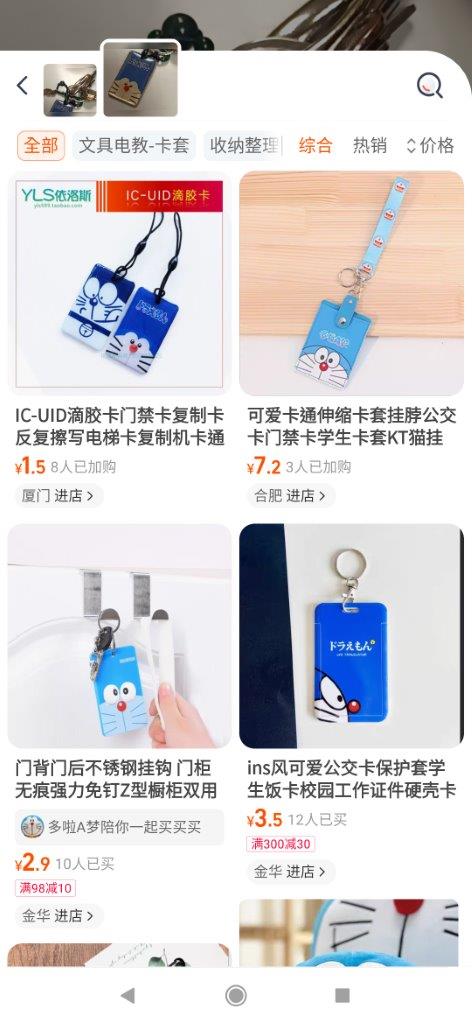 全部
文具电教-卡套
收纳整理
综合
热销
价格
YLS依洛斯
yls689.taobao.com
IC-UID滴胶卡
ドラえもん
IC-UID滴胶卡门禁卡复制卡
反复擦写电梯卡复制机卡通
¥1.5 8人已加购
厦门 进店
可爱卡通伸缩卡套挂脖公交
卡门禁卡学生卡套KT猫挂
¥7.2 3人已加购
合肥 进店
门背门后不锈钢挂钩 门柜
无痕强力免钉Z型橱柜双用
多啦A梦陪你一起买买买
¥2.9 10人已买
满98减10
金华 进店
ドラえもん
ins风可爱公交卡保护套学
生饭卡校园工作证件硬壳卡
¥3.5 12人已买
满300减30
金华 进店